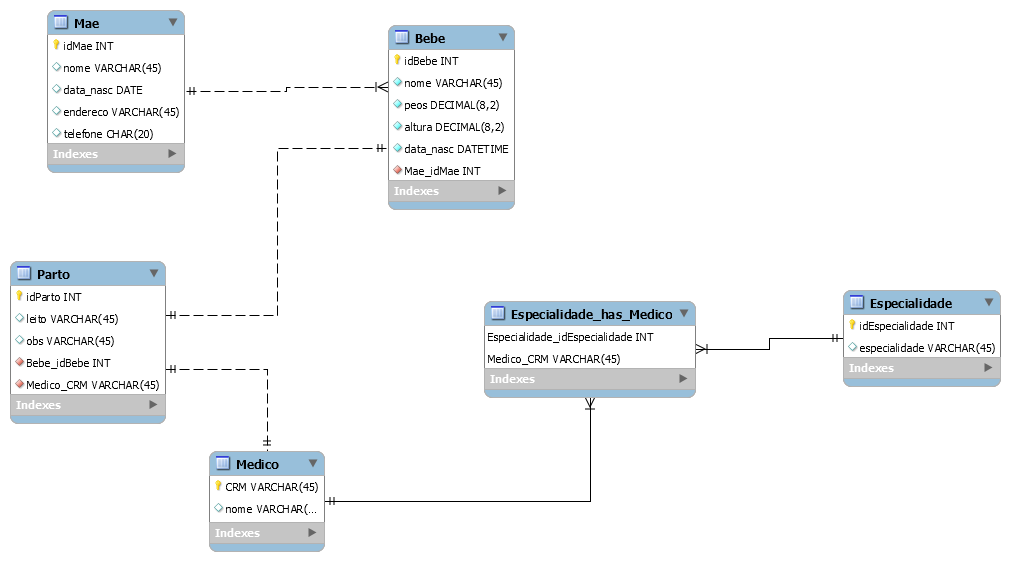 Mae
idMae INT
nome VARCHAR(45)
data_nasc DATE
endereco VARCHAR(45)
telefone CHAR(20)
Indexes
Bebe
idBebe INT
nome VARCHAR(45)
peos DECIMAL(8,2)
altura DECIMAL(8,2)
data_nasc DATETIME
Mae_idMae INT
Indexes
Parto
idParto INT
leito VARCHAR(45)
obs VARCHAR(45)
Bebe_idBebe INT
Medico_CRM VARCHAR(45)
Indexes
Especialidade_has_Medico
Especialidade_idEspecialidade INT
Medico_CRM VARCHAR(45)
Indexes
Especialidade
idEspecialidade INT
especialidade VARCHAR(45)
Indexes
Medico
CRM VARCHAR(45)
nome VARCHAR(...
Indexes